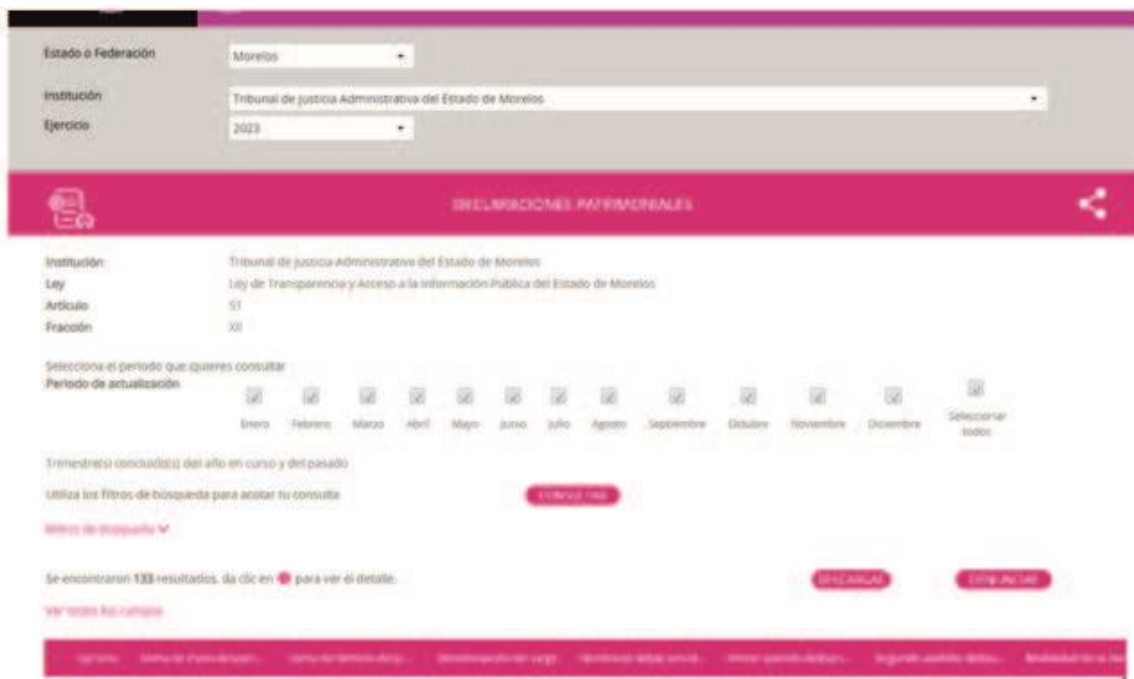 Estado o Federación Morelos
Institución Tribunal de Justicia Administrativa del Estado de Morelos
Ejercicio 2023
DECLARACIONES PATRIMONIALES
Institución Tribunal de Justicia Administrativa del Estado de Morelos
Ley Ley de Transparencia y Acceso a la Información Pública del Estado de Morelos
Artículo 51
Fracción XII
Selecciona el periodo que quieres consultar
Periodo de actualización
Enero Febrero Marzo Abril Mayo Junio Julio Agosto Septiembre Octubre Noviembre Diciembre Seleccionar todos
Trimestre(s) concluido(s) del año en curso y del pasado
Utiliza los filtros de búsqueda para acotar tu consulta CONSULTAR
Filtros de búsqueda
Se encontraron 133 resultados, da clic en para ver el detalle. DESCARGAR DENUNCIAR
Ver todos los campos
Ejercicio